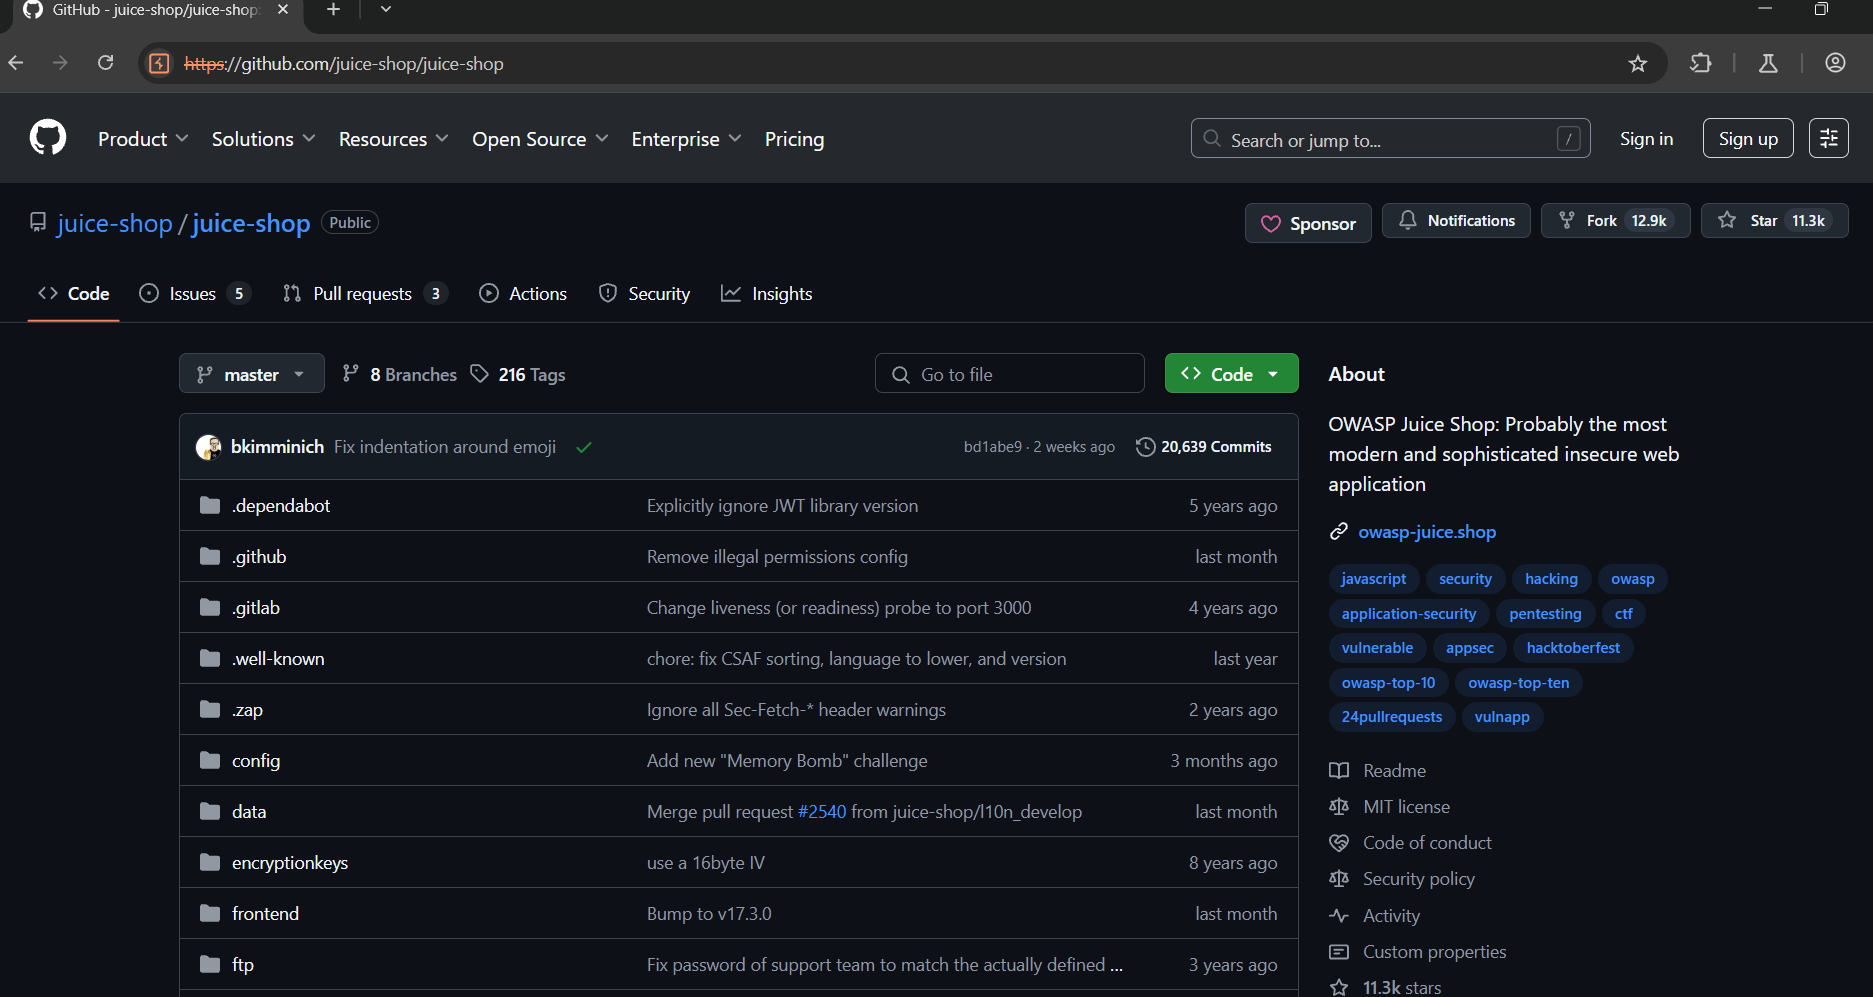 GitHub - juice-shop/juice-shop:
https://github.com/juice-shop/juice-shop
Product Solutions Resources Open Source Enterprise Pricing
Search or jump to... /
Sign in Sign up
juice-shop / juice-shop Public
Sponsor Notifications Fork 12.9k Star 11.3k
Code Issues 5 Pull requests 3 Actions Security Insights
master 8 Branches 216 Tags Go to file Code
bkimminich Fix indentation around emoji bd1abe9 · 2 weeks ago 20,639 Commits
.dependabot Explicitly ignore JWT library version 5 years ago
.github Remove illegal permissions config last month
.gitlab Change liveness (or readiness) probe to port 3000 4 years ago
.well-known chore: fix CSAF sorting, language to lower, and version last year
.zap Ignore all Sec-Fetch-* header warnings 2 years ago
config Add new "Memory Bomb" challenge 3 months ago
data Merge pull request #2540 from juice-shop/l10n_develop last month
encryptionkeys use a 16byte IV 8 years ago
frontend Bump to v17.3.0 last month
ftp Fix password of support team to match the actually defined ... 3 years ago
About
OWASP Juice Shop: Probably the most
modern and sophisticated insecure web
application
owasp-juice.shop
javascript security hacking owasp
application-security pentesting ctf
vulnerable appsec hacktoberfest
owasp-top-10 owasp-top-ten
24pullrequests vulnapp
Readme
MIT license
Code of conduct
Security policy
Activity
Custom properties
11.3k stars